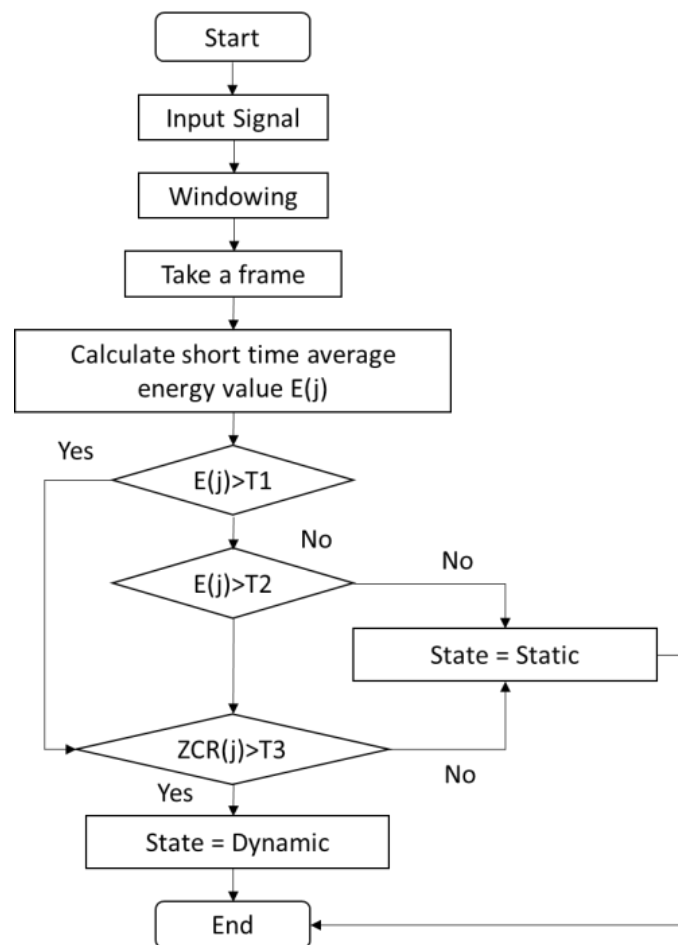 Start
Input Signal
Windowing
Take a frame
Calculate short time average
energy value E(j)
Yes
E(j)>T1
No
E(j)>T2
No
State = Static
ZCR(j)>T3
No
Yes
State = Dynamic
End